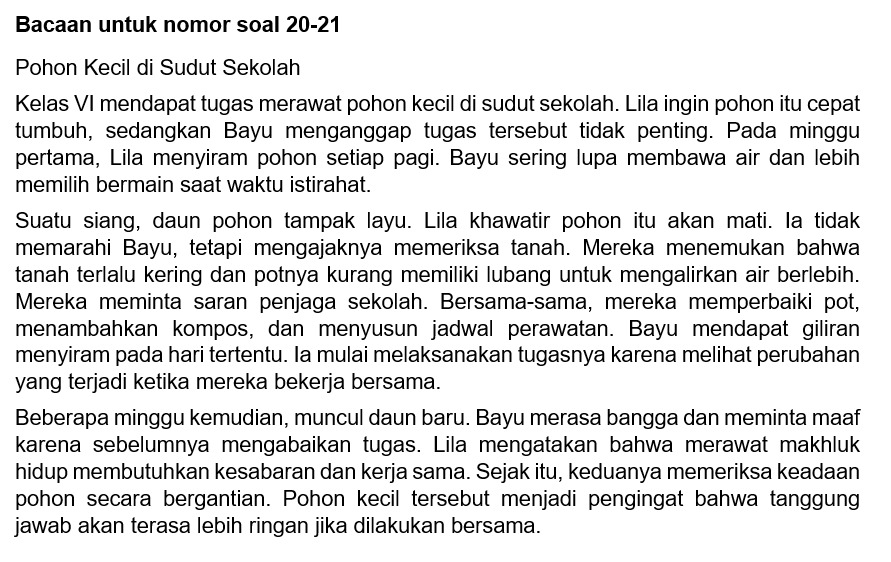 Bacaan untuk nomor soal 20-21
Pohon Kecil di Sudut Sekolah
Kelas VI mendapat tugas merawat pohon kecil di sudut sekolah. Lila ingin pohon itu cepat
tumbuh, sedangkan Bayu menganggap tugas tersebut tidak penting. Pada minggu
pertama, Lila menyiram pohon setiap pagi. Bayu sering lupa membawa air dan lebih
memilih bermain saat waktu istirahat.
Suatu siang, daun pohon tampak layu. Lila khawatir pohon itu akan mati. Ia tidak
memarahi Bayu, tetapi mengajaknya memeriksa tanah. Mereka menemukan bahwa
tanah terlalu kering dan potnya kurang memiliki lubang untuk mengalirkan air berlebih.
Mereka meminta saran penjaga sekolah. Bersama-sama, mereka memperbaiki pot,
menambahkan kompos, dan menyusun jadwal perawatan. Bayu mendapat giliran
menyiram pada hari tertentu. Ia mulai melaksanakan tugasnya karena melihat perubahan
yang terjadi ketika mereka bekerja bersama.
Beberapa minggu kemudian, muncul daun baru. Bayu merasa bangga dan meminta maaf
karena sebelumnya mengabaikan tugas. Lila mengatakan bahwa merawat makhluk
hidup membutuhkan kesabaran dan kerja sama. Sejak itu, keduanya memeriksa keadaan
pohon secara bergantian. Pohon kecil tersebut menjadi pengingat bahwa tanggung
jawab akan terasa lebih ringan jika dilakukan bersama.